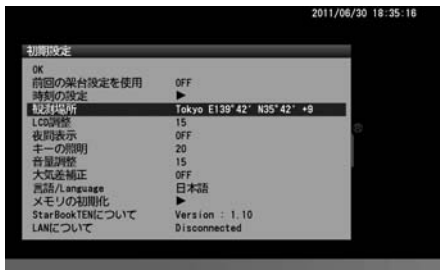 2011/06/30 18:35:16
初期設定
OK
前回の架台設定を使用 OFF
時刻の設定 ▶
観測場所 Tokyo E139°42' N35°42' +9
LCD調整 15
夜間表示 OFF
キーの照明 20
音量調整 15
大気差補正 OFF
言語/Language 日本語
メモリの初期化 ▶
StarBookTENについて Version : 1.10
LANについて Disconnected